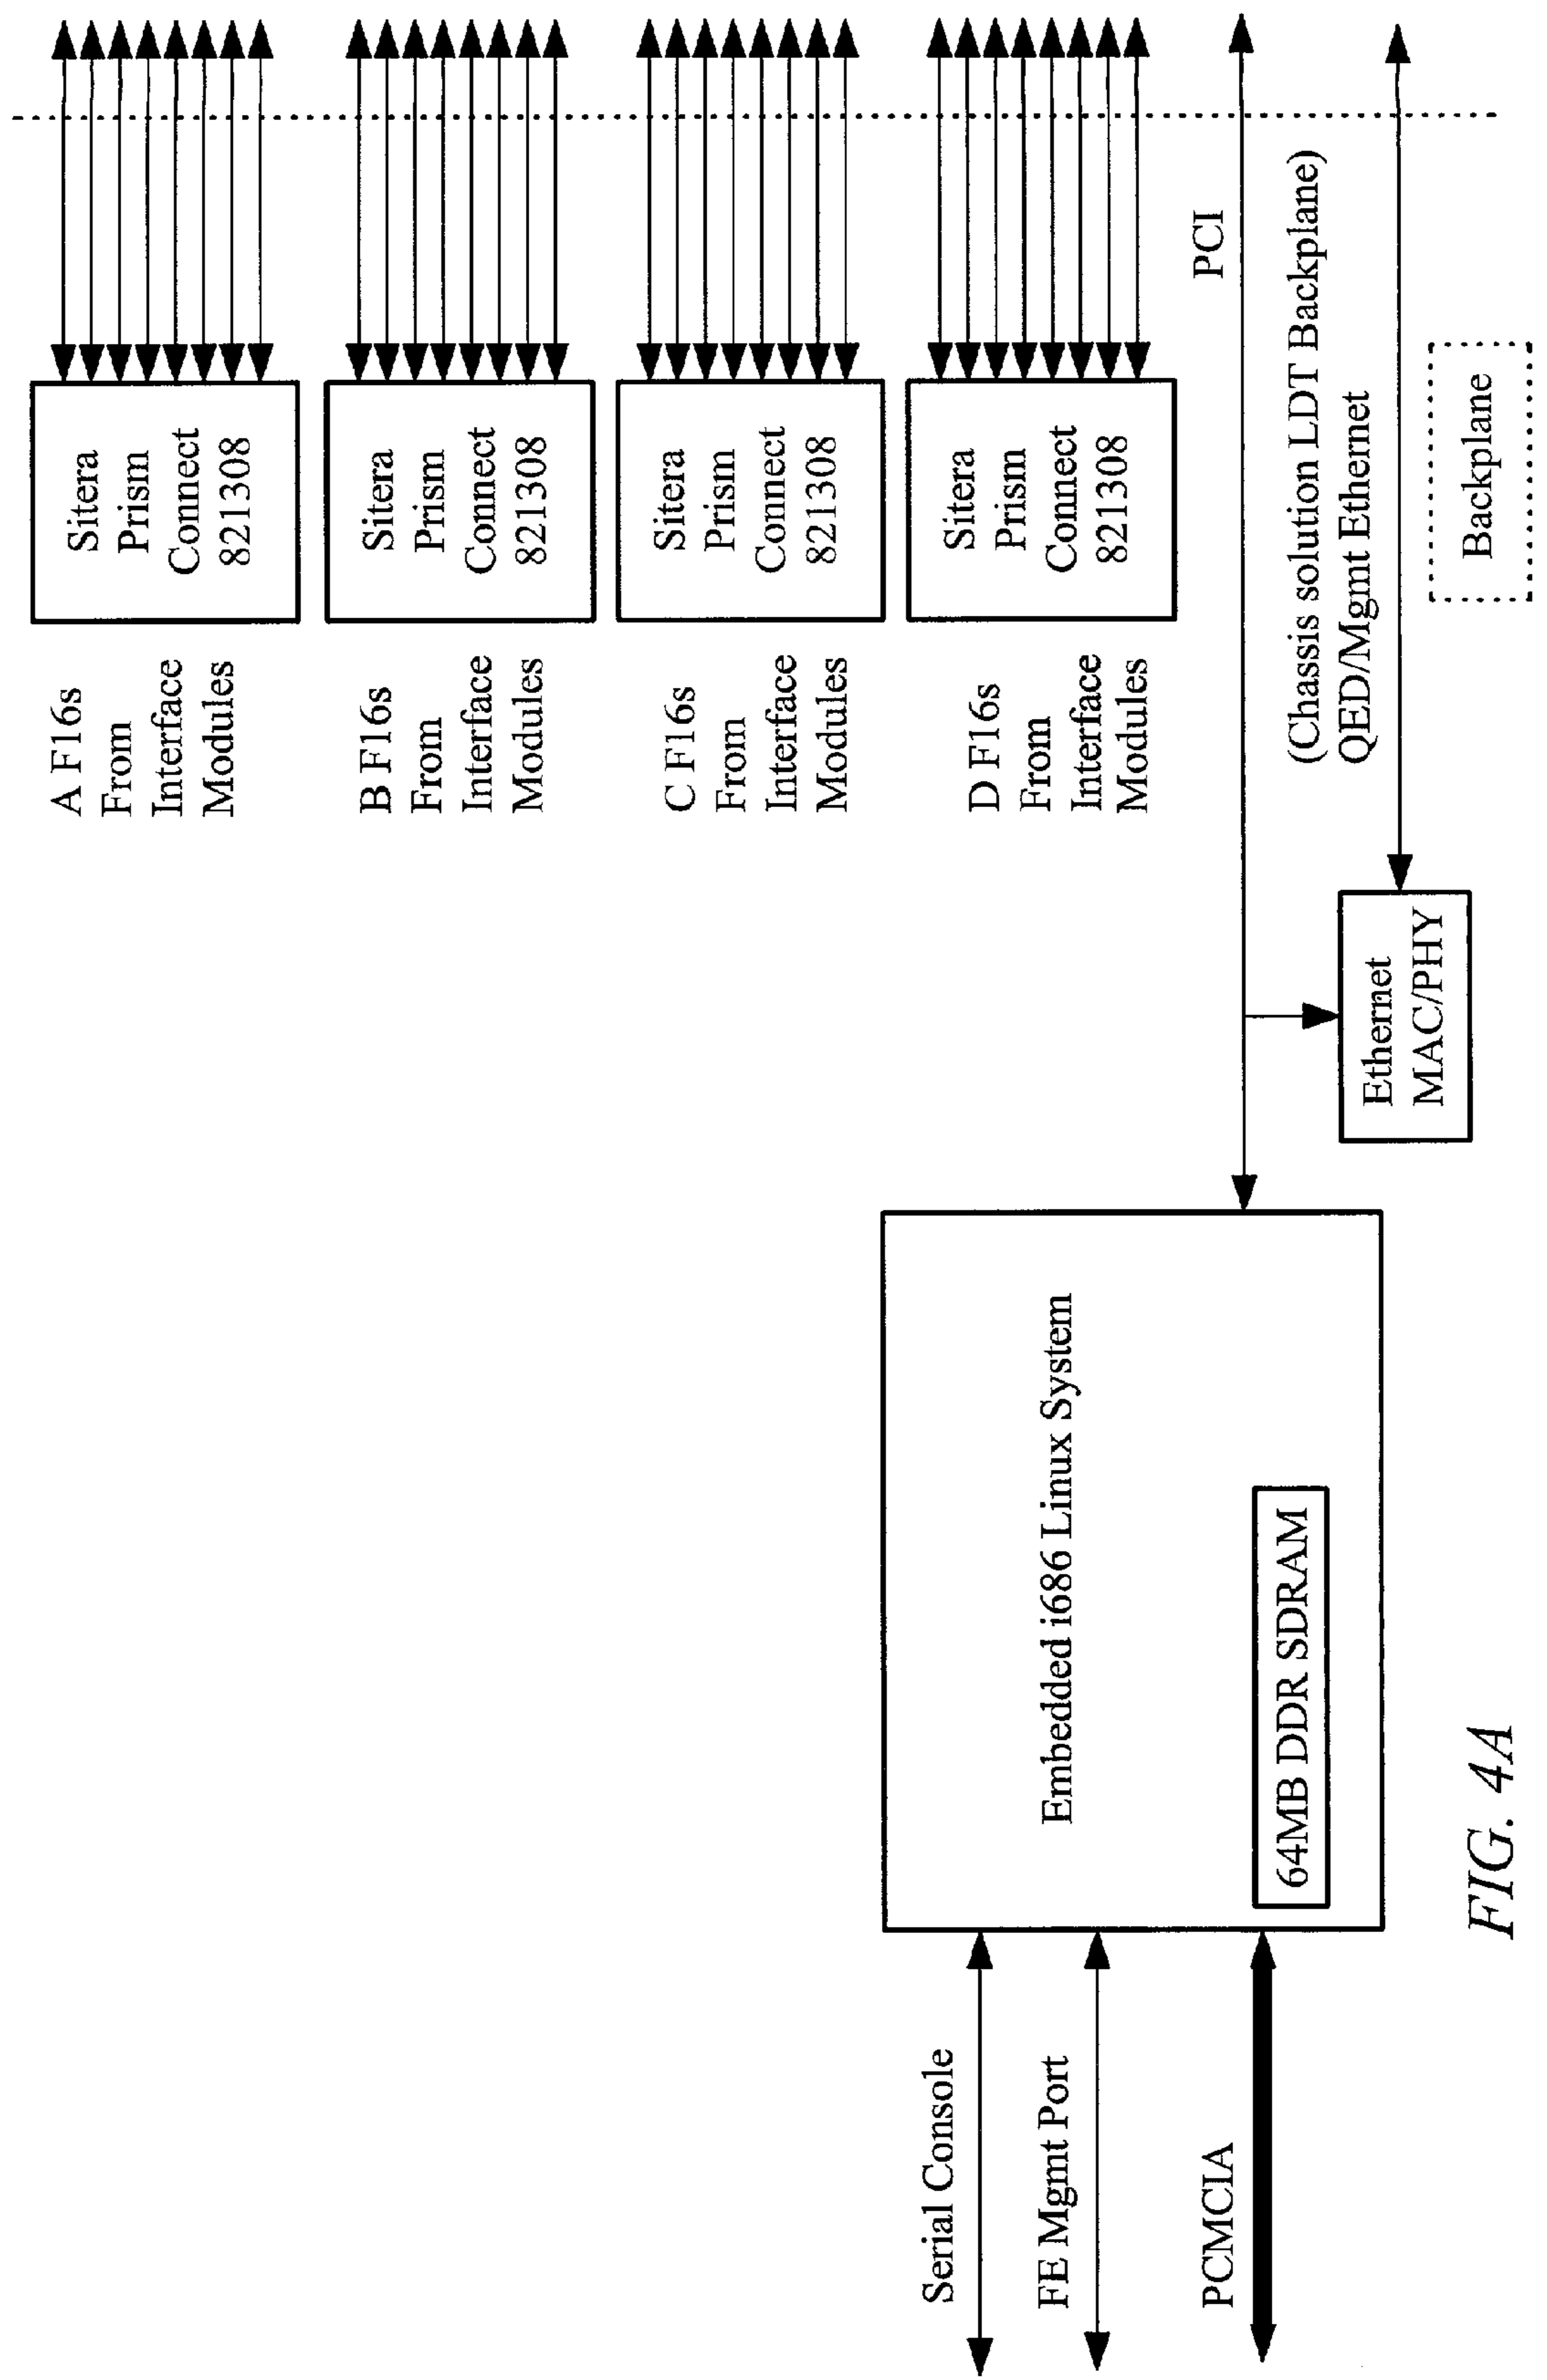 A F16s
From
Interface
Modules
Sitera
Prism
Connect
821308
B F16s
From
Interface
Modules
Sitera
Prism
Connect
821308
C F16s
From
Interface
Modules
Sitera
Prism
Connect
821308
D F16s
From
Interface
Modules
Sitera
Prism
Connect
821308
Serial Console
FE Mgmt Port
PCMCIA
Embedded i686 Linux System
64MB DDR SDRAM
PCI
(Chassis solution LDT Backplane)
QED/Mgmt Ethernet
Ethernet
MAC/PHY
Backplane
FIG. 4A